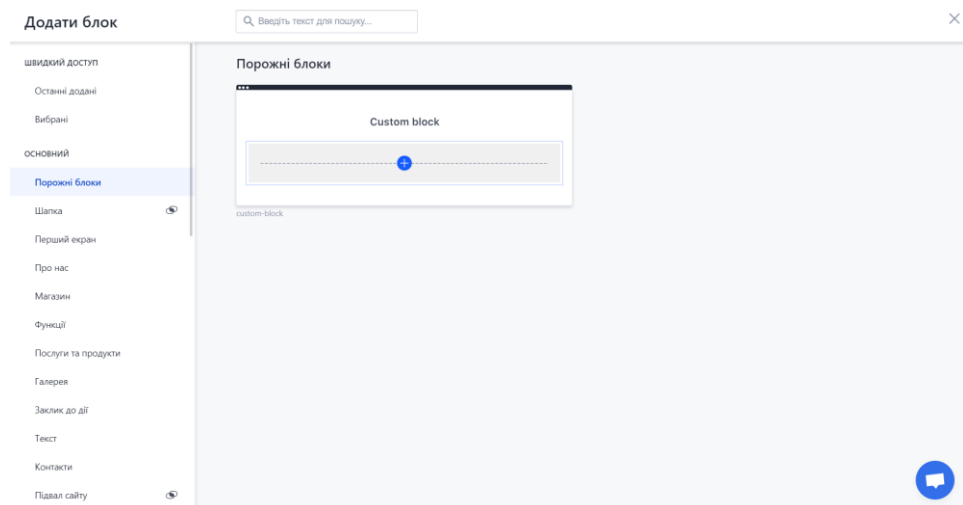 Додати блок
Введіть текст для пошуку...
ШВИДКИЙ ДОСТУП
Останні додані
Вибрані
ОСНОВНИЙ
Порожні блоки
Шапка
Перший екран
Про нас
Магазин
Функції
Послуги та продукти
Галерея
Заклик до дії
Текст
Контакти
Підвал сайту
Порожні блоки
Custom block
custom-block